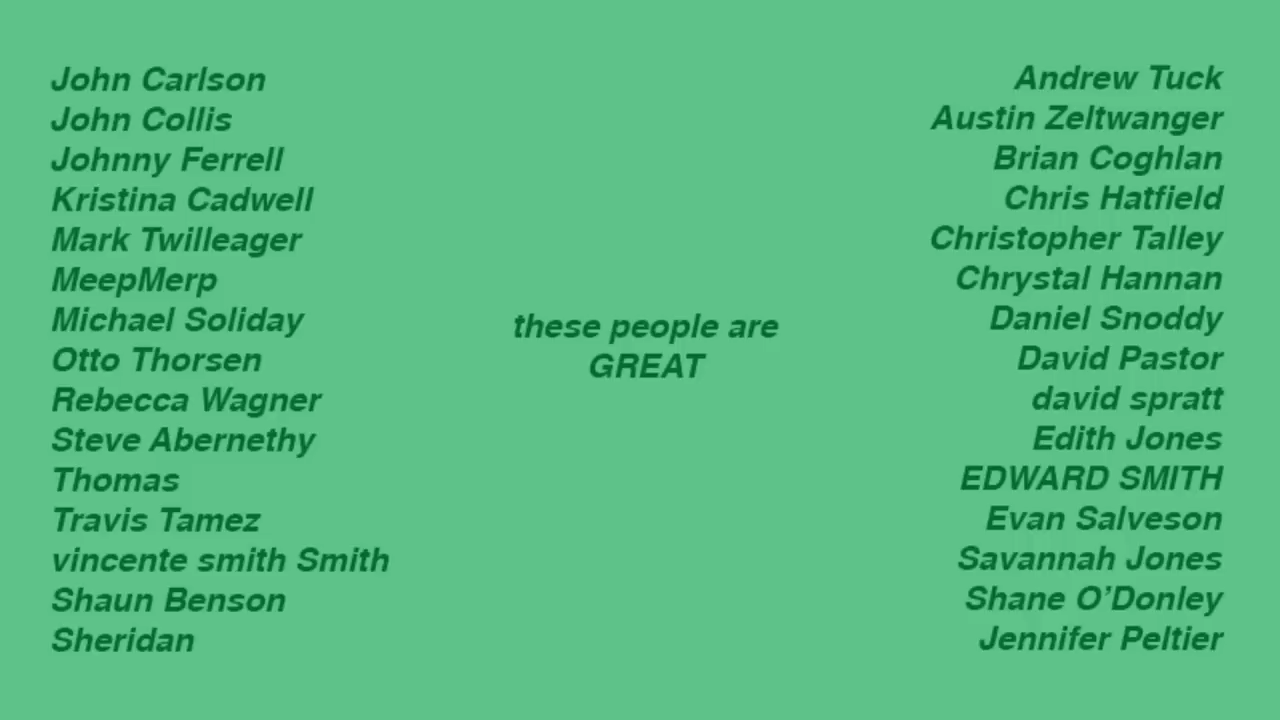 John Carlson
John Collis
Johnny Ferrell
Kristina Cadwell
Mark Twilleager
MeepMerp
Michael Soliday
Otto Thorsen
Rebecca Wagner
Steve Abernethy
Thomas
Travis Tamez
vincente smith Smith
Shaun Benson
Sheridan
these people are
GREAT
Andrew Tuck
Austin Zeltwanger
Brian Coghlan
Chris Hatfield
Christopher Talley
Chrystal Hannan
Daniel Snoddy
David Pastor
david spratt
Edith Jones
EDWARD SMITH
Evan Salveson
Savannah Jones
Shane O’Donley
Jennifer Peltier